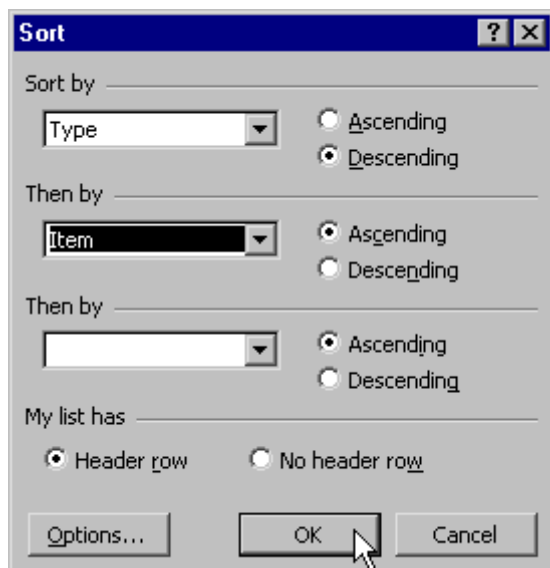 Sort
Sort by
Type
Ascending
Descending
Then by
Item
Ascending
Descending
Then by
Ascending
Descending
My list has
Header row
No header row
Options...
OK
Cancel